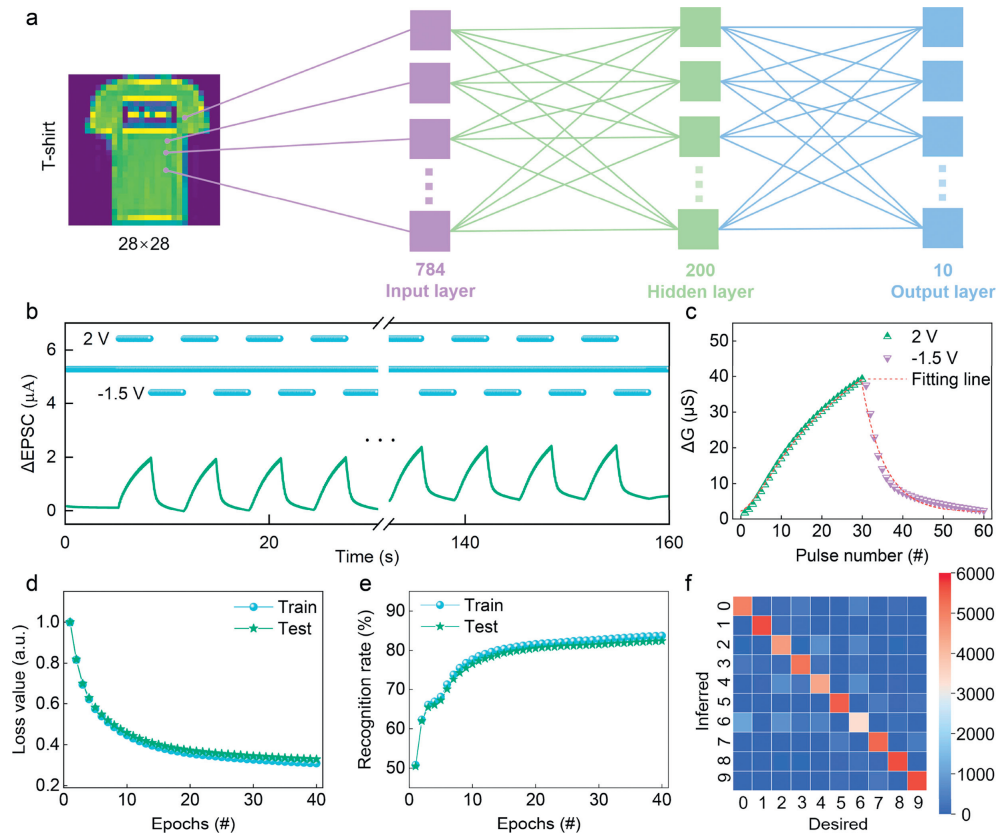 a
T-shirt
28×28
784
Input layer
200
Hidden layer
10
Output layer
b
2 V
-1.5 V
ΔEPSC (μA)
6
4
2
0
0
20
140
160
Time (s)
c
2 V
-1.5 V
Fitting line
ΔG (μS)
50
40
30
20
10
0
0
10
20
30
40
50
60
Pulse number (#)
d
Train
Test
Loss value (a.u.)
1.0
0.8
0.6
0.4
0.2
0
10
20
30
40
Epochs (#)
e
Train
Test
Recognition rate (%)
90
80
70
60
50
0
10
20
30
40
Epochs (#)
f
Inferred
0
1
2
3
4
5
6
7
8
9
0 1 2 3 4 5 6 7 8 9
Desired
6000
5000
4000
3000
2000
1000
0